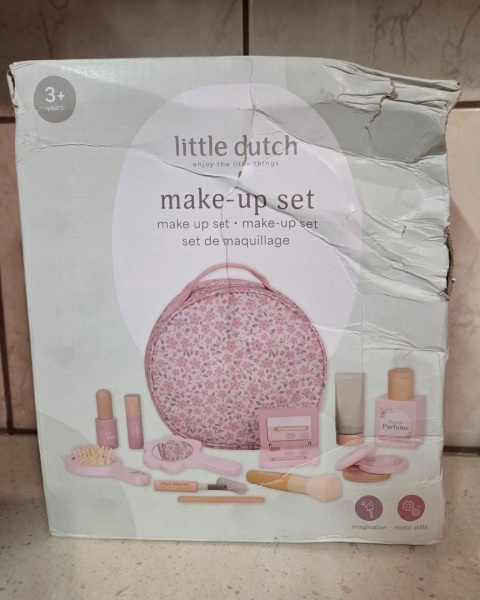 3+
YEARS
little dutch
enjoy the little things
make-up set
make up set • make-up set
set de maquillage
Perfume
imagination
motor skills